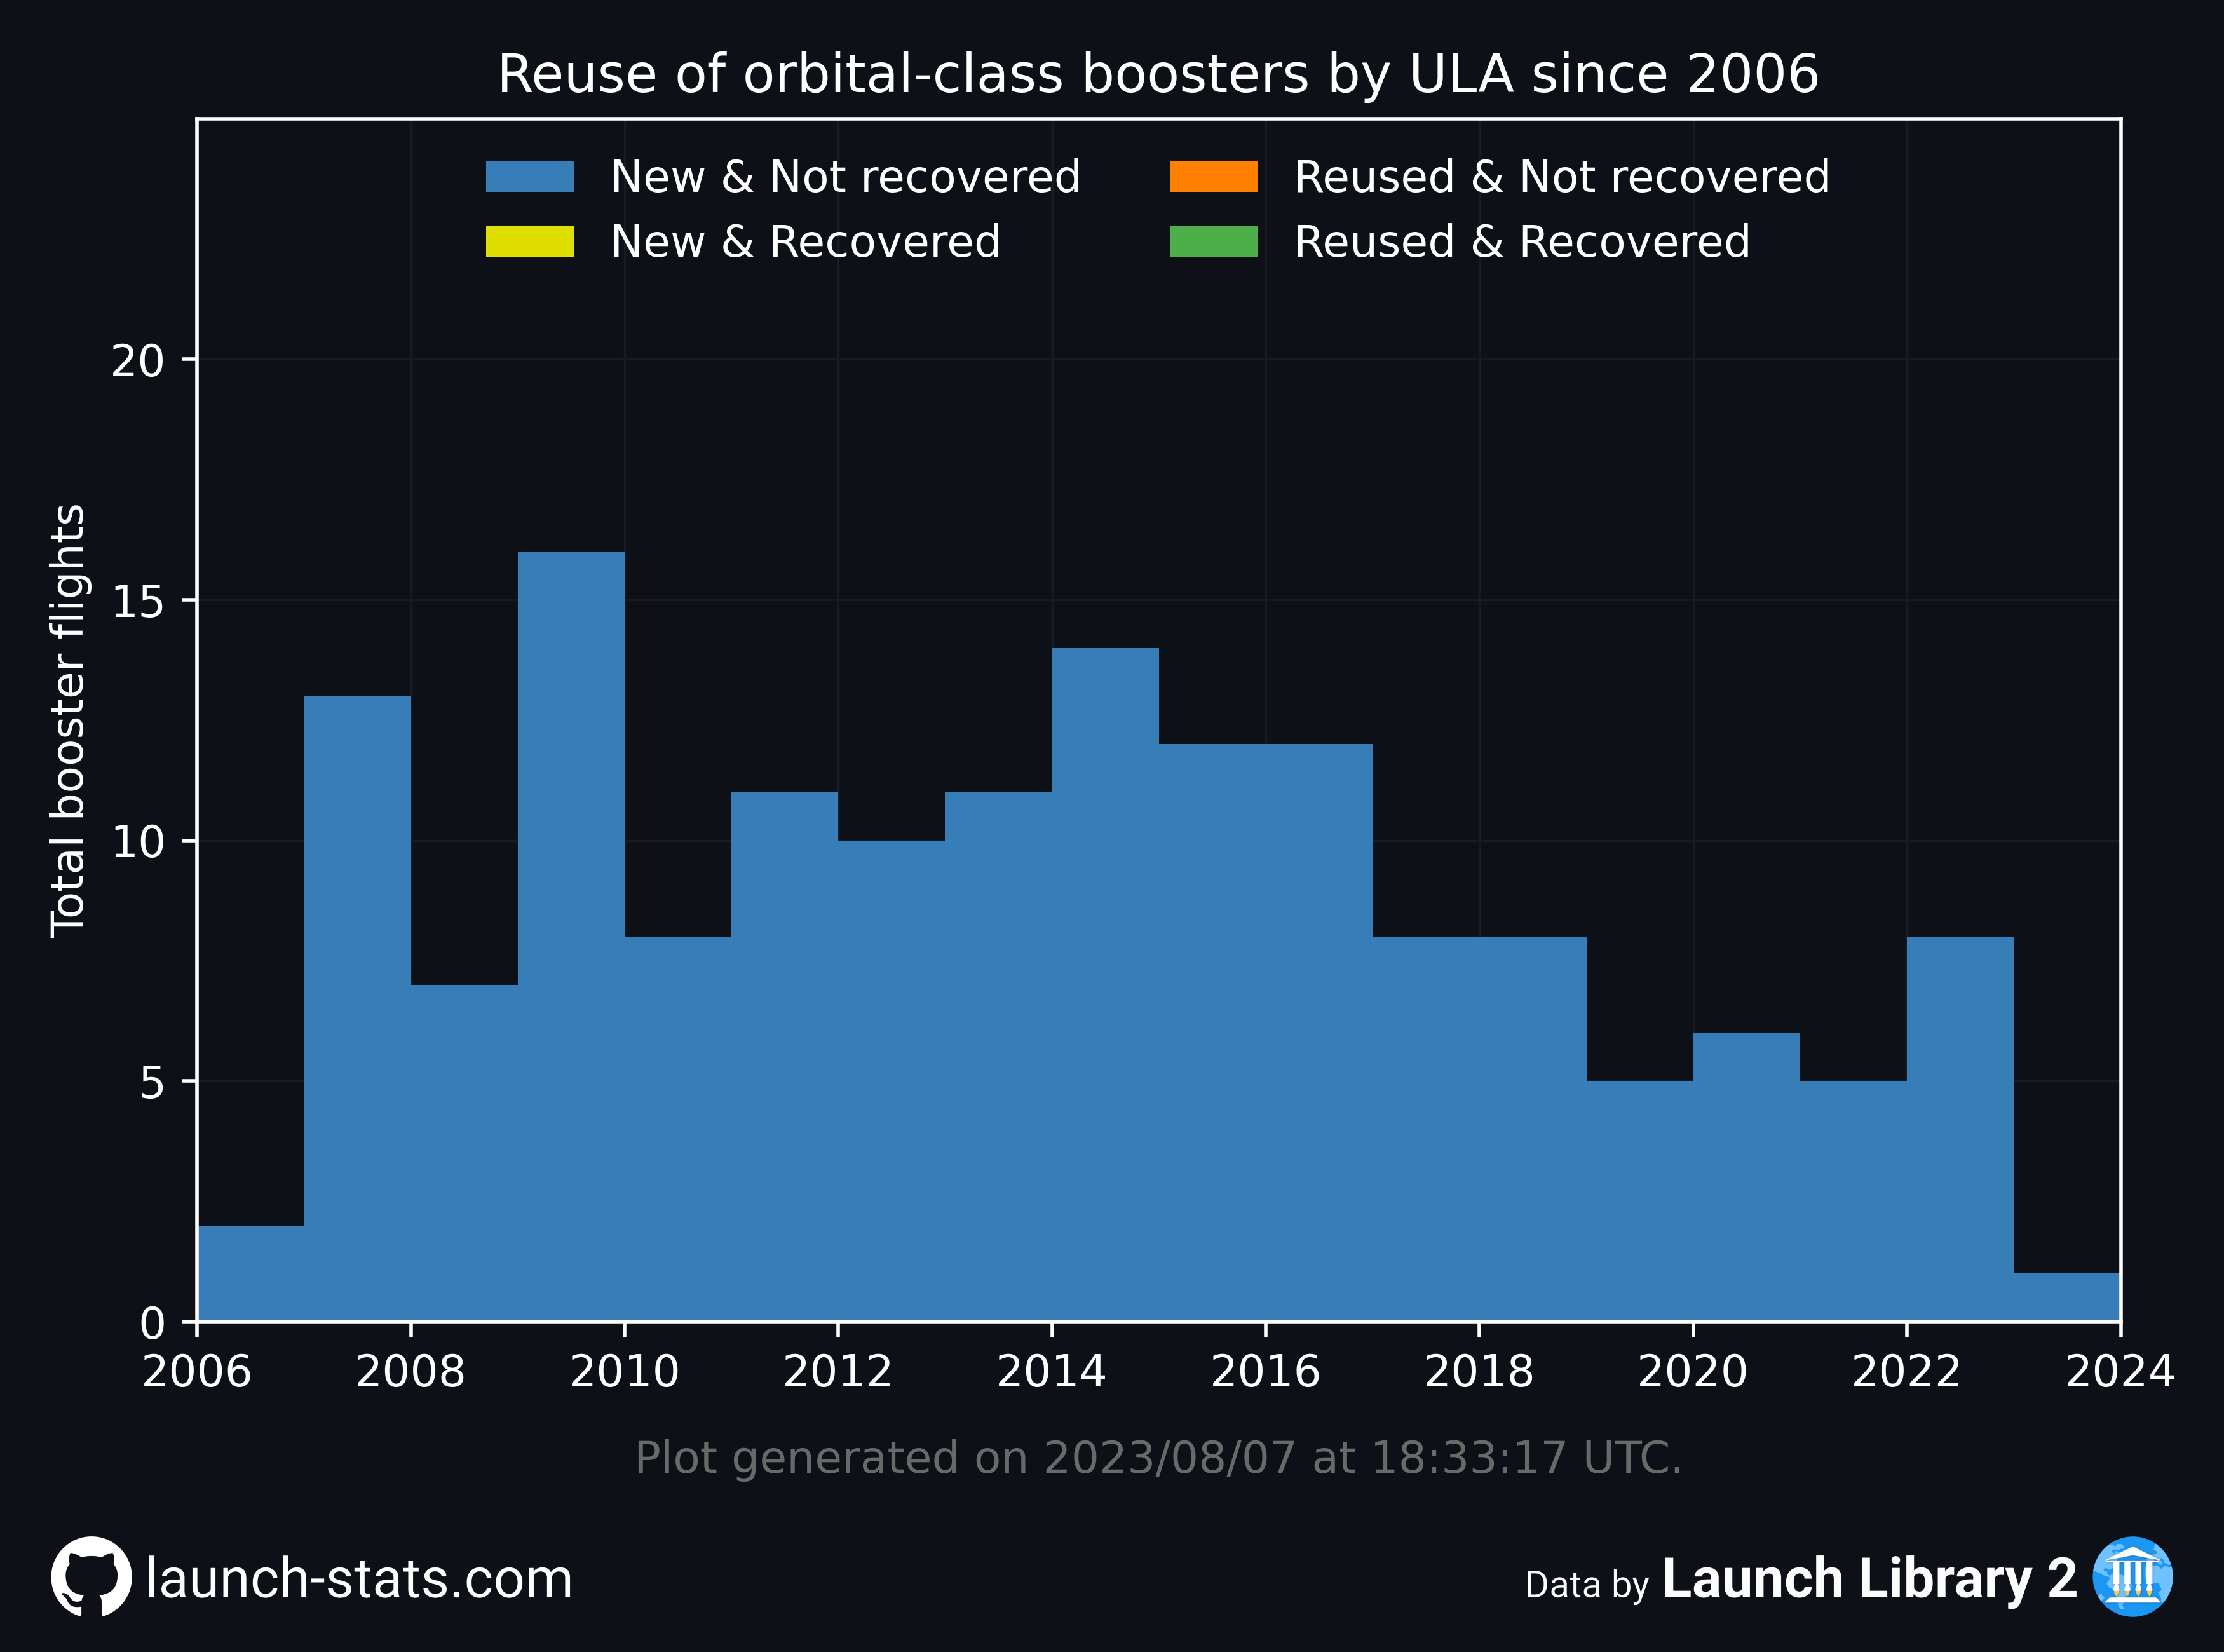 Reuse of orbital-class boosters by ULA since 2006
New & Not recovered
New & Recovered
Reused & Not recovered
Reused & Recovered
Total booster flights
20
15
10
5
0
2006 2008 2010 2012 2014 2016 2018 2020 2022 2024
Plot generated on 2023/08/07 at 18:33:17 UTC.
launch-stats.com
Data by Launch Library 2